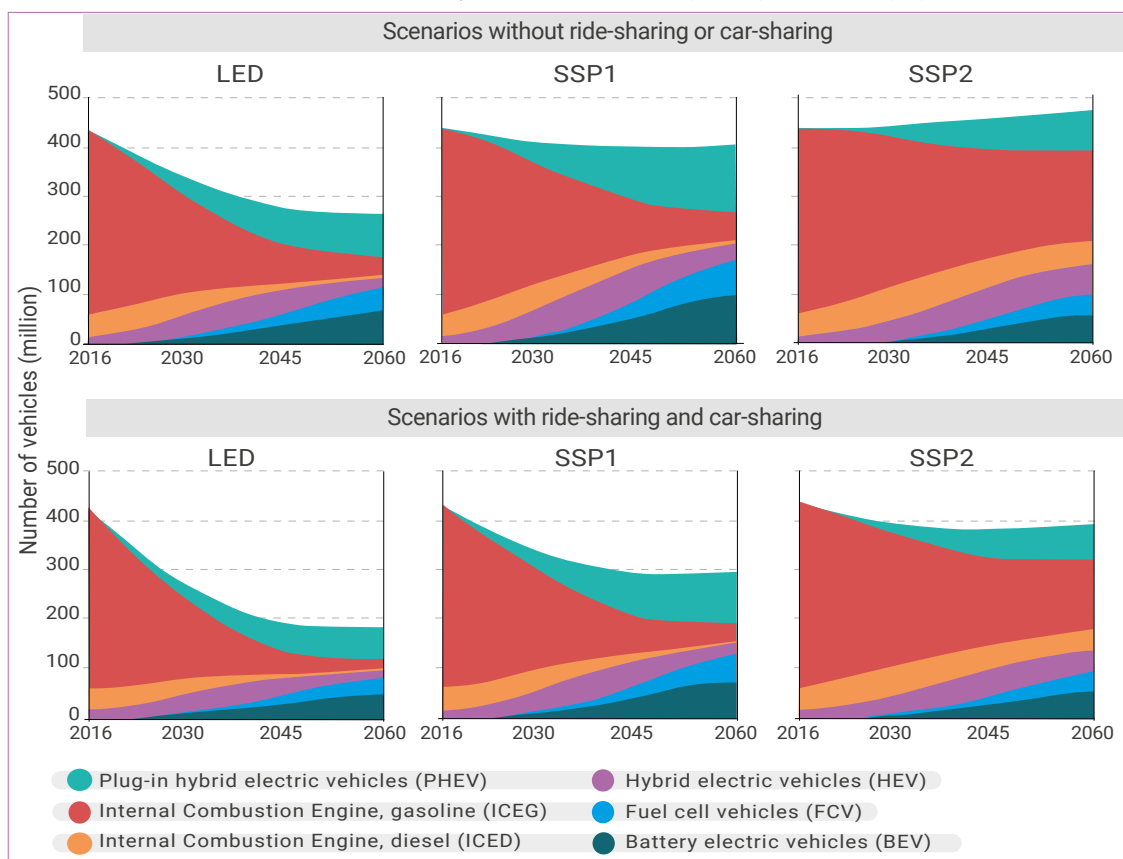 Scenarios without ride-sharing or car-sharing
LED SSP1 SSP2
Number of vehicles (million)
500
400
300
200
100
0
2016 2030 2045 2060 2016 2030 2045 2060 2016 2030 2045 2060
Scenarios with ride-sharing and car-sharing
LED SSP1 SSP2
500
400
300
200
100
0
2016 2030 2045 2060 2016 2030 2045 2060 2016 2030 2045 2060
Plug-in hybrid electric vehicles (PHEV) Hybrid electric vehicles (HEV)
Internal Combustion Engine, gasoline (ICEG) Fuel cell vehicles (FCV)
Internal Combustion Engine, diesel (ICED) Battery electric vehicles (BEV)